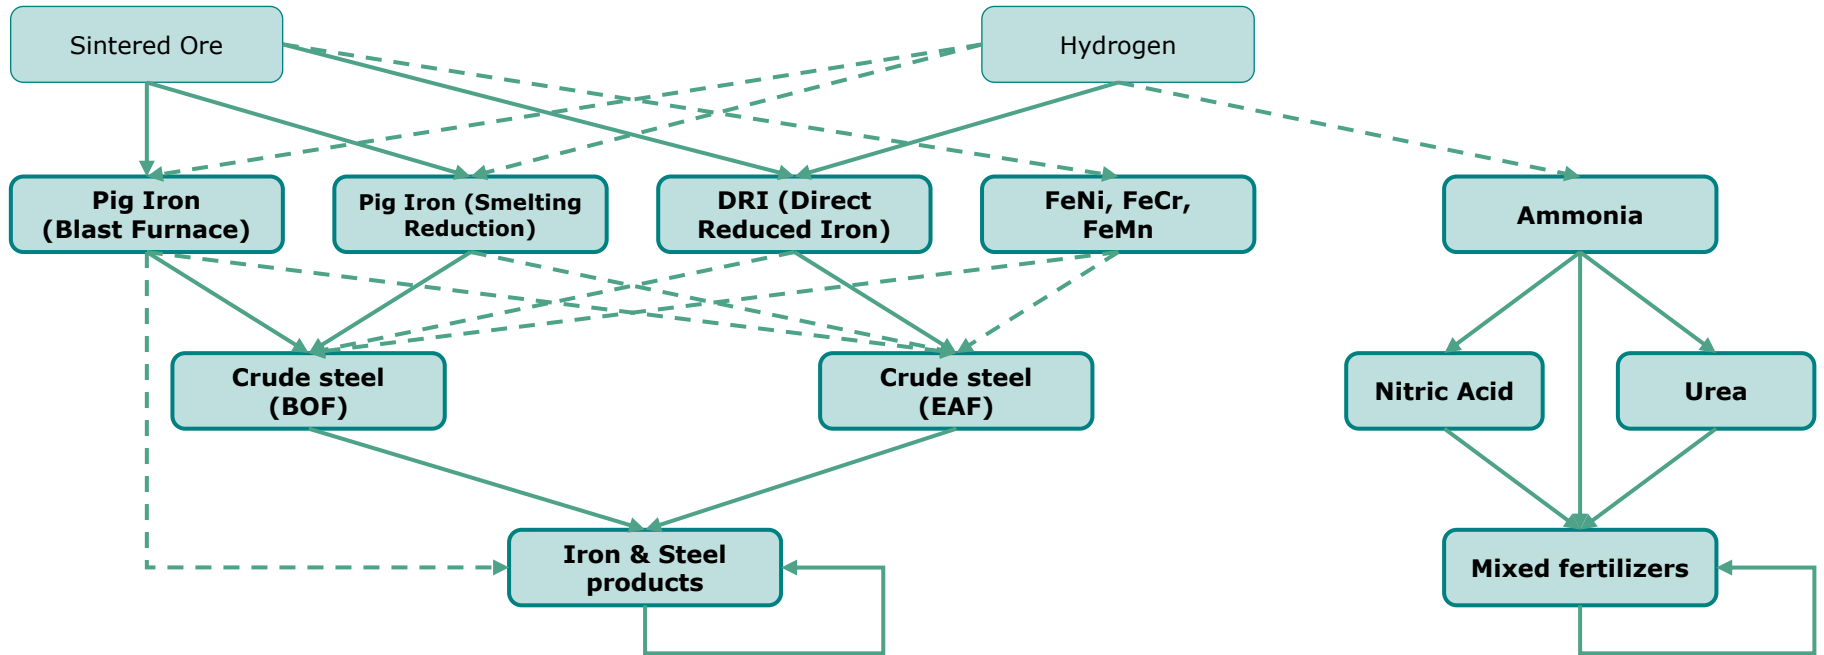 Sintered Ore
Hydrogen
Pig Iron
(Blast Furnace)
Pig Iron (Smelting
Reduction)
DRI (Direct
Reduced Iron)
FeNi, FeCr,
FeMn
Ammonia
Crude steel
(BOF)
Crude steel
(EAF)
Nitric Acid
Urea
Iron & Steel
products
Mixed fertilizers